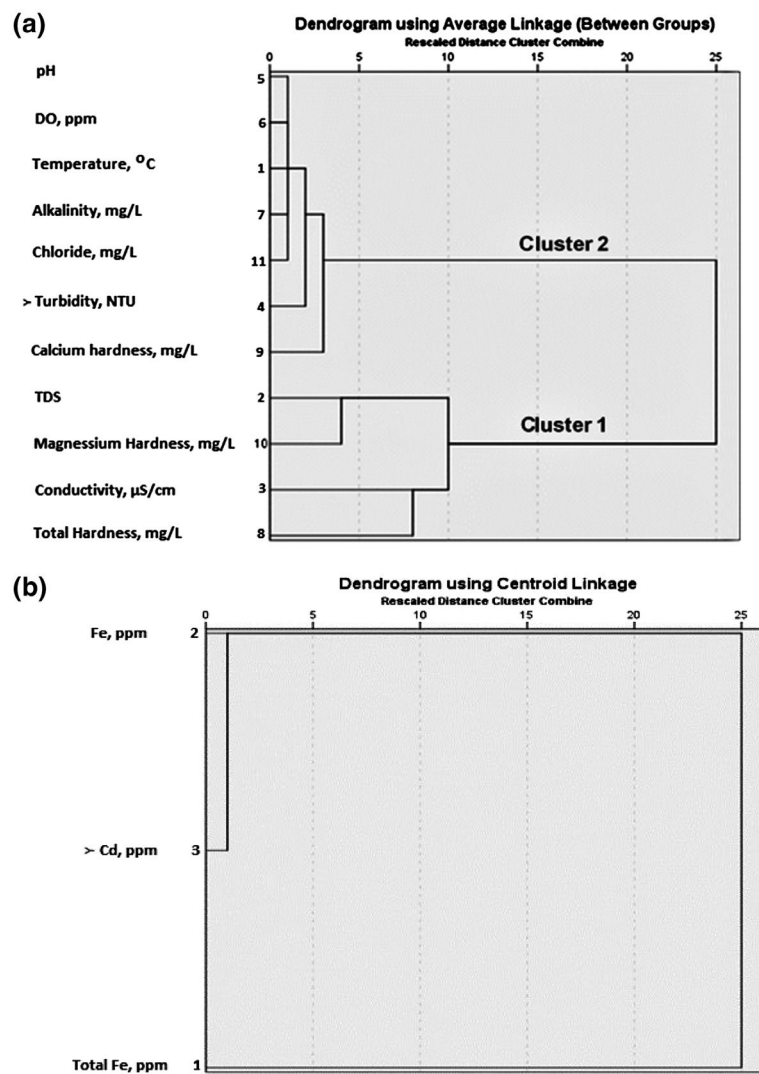 (a)
Dendrogram using Average Linkage (Between Groups)
Rescaled Distance Cluster Combine
0 5 10 15 20 25
pH 5
DO, ppm 6
Temperature, °C 1
Alkalinity, mg/L 7
Chloride, mg/L 11
Turbidity, NTU 4
Calcium hardness, mg/L 9
TDS 2
Magnessium Hardness, mg/L 10
Conductivity, µS/cm 3
Total Hardness, mg/L 8
Cluster 2
Cluster 1
(b)
Dendrogram using Centroid Linkage
Rescaled Distance Cluster Combine
0 5 10 15 20 25
Fe, ppm 2
Cd, ppm 3
Total Fe, ppm 1